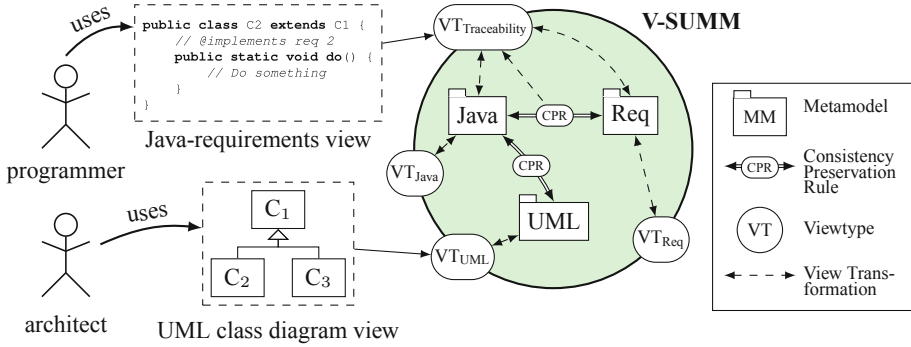 uses
public class C2 extends C1 {
// @implements req 2
public static void do() {
// Do something
}
}
Java-requirements view
programmer
uses
C1
C2
C3
UML class diagram view
architect
V-SUMM
VTTraceability
Java
CPR
Req
VTJava
CPR
UML
VTUML
VTReq
MM
Metamodel
CPR
Consistency
Preservation
Rule
VT
Viewtype
View Trans-
formation